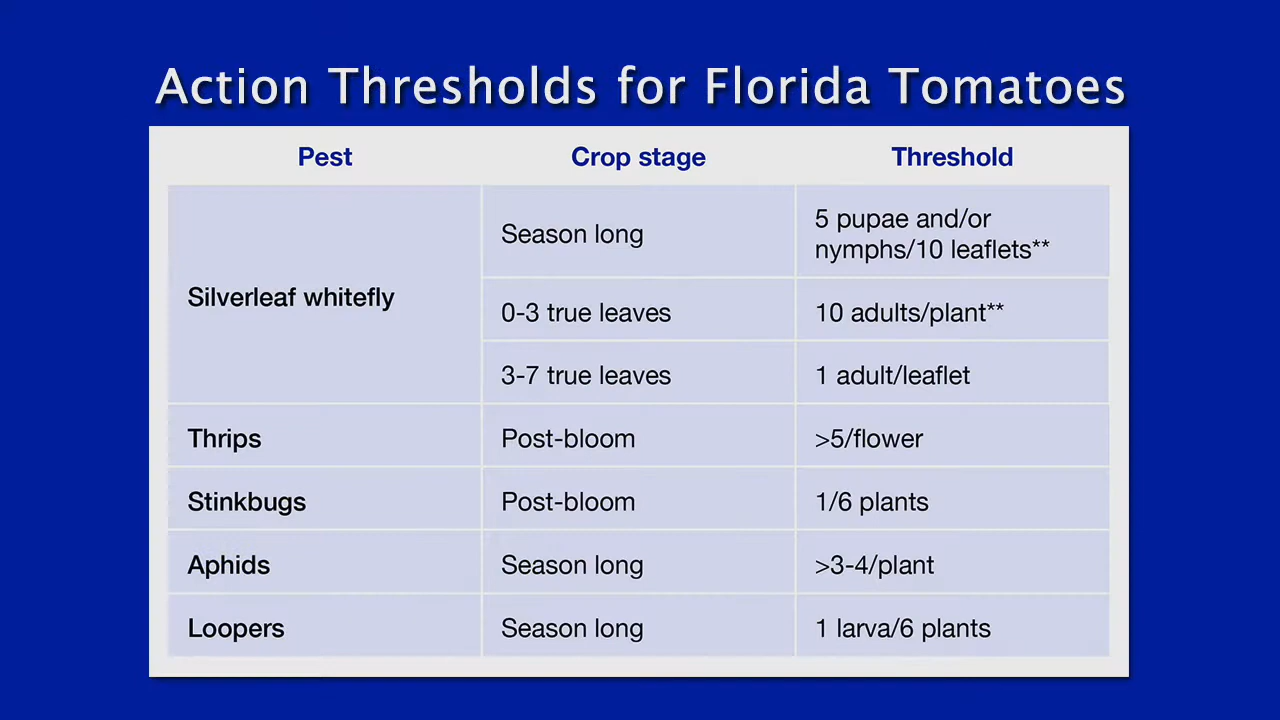 Action Thresholds for Florida Tomatoes
Pest Crop stage Threshold
Silverleaf whitefly
Season long
5 pupae and/or
nymphs/10 leaflets**
0-3 true leaves 10 adults/plant**
3-7 true leaves 1 adult/leaflet
Thrips Post-bloom >5/flower
Stinkbugs Post-bloom 1/6 plants
Aphids Season long >3-4/plant
Loopers Season long 1 larva/6 plants